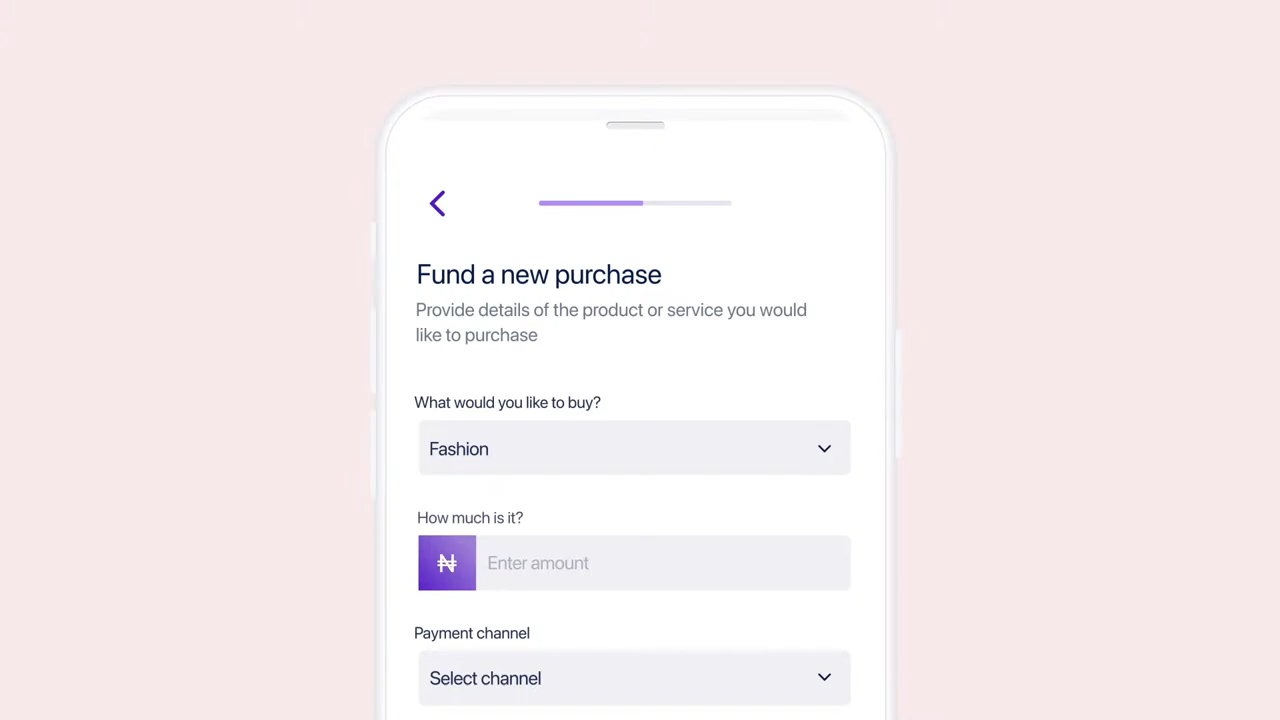 Fund a new purchase
Provide details of the product or service you would
like to purchase
What would you like to buy?
Fashion
How much is it?
₦ Enter amount
Payment channel
Select channel